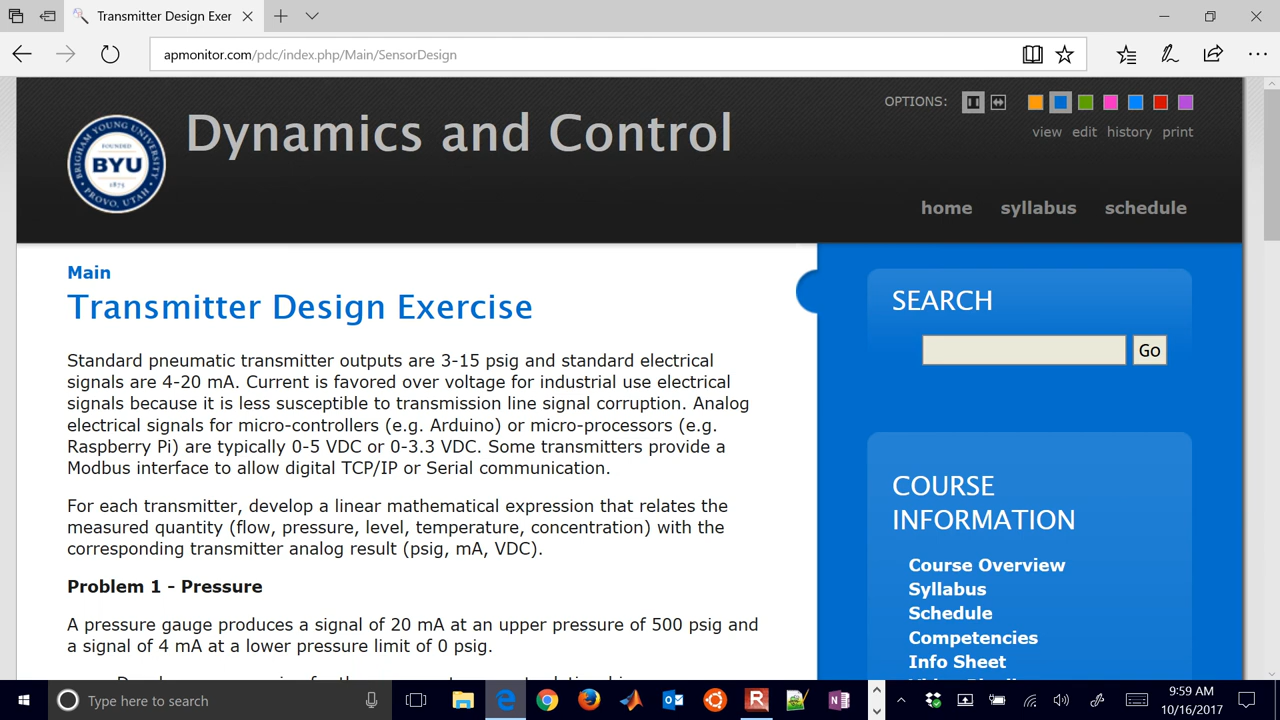 Transmitter Design Exer
apmonitor.com/pdc/index.php/Main/SensorDesign
OPTIONS:
view edit history print
BRIGHAM YOUNG UNIVERSITY
FOUNDED
BYU
1875
PROVO, UTAH
Dynamics and Control
home syllabus schedule
Main
Transmitter Design Exercise
Standard pneumatic transmitter outputs are 3-15 psig and standard electrical
signals are 4-20 mA. Current is favored over voltage for industrial use electrical
signals because it is less susceptible to transmission line signal corruption. Analog
electrical signals for micro-controllers (e.g. Arduino) or micro-processors (e.g.
Raspberry Pi) are typically 0-5 VDC or 0-3.3 VDC. Some transmitters provide a
Modbus interface to allow digital TCP/IP or Serial communication.
For each transmitter, develop a linear mathematical expression that relates the
measured quantity (flow, pressure, level, temperature, concentration) with the
corresponding transmitter analog result (psig, mA, VDC).
Problem 1 - Pressure
A pressure gauge produces a signal of 20 mA at an upper pressure of 500 psig and
a signal of 4 mA at a lower pressure limit of 0 psig.
SEARCH
Go
COURSE
INFORMATION
Course Overview
Syllabus
Schedule
Competencies
Info Sheet
Type here to search
9:59 AM
10/16/2017